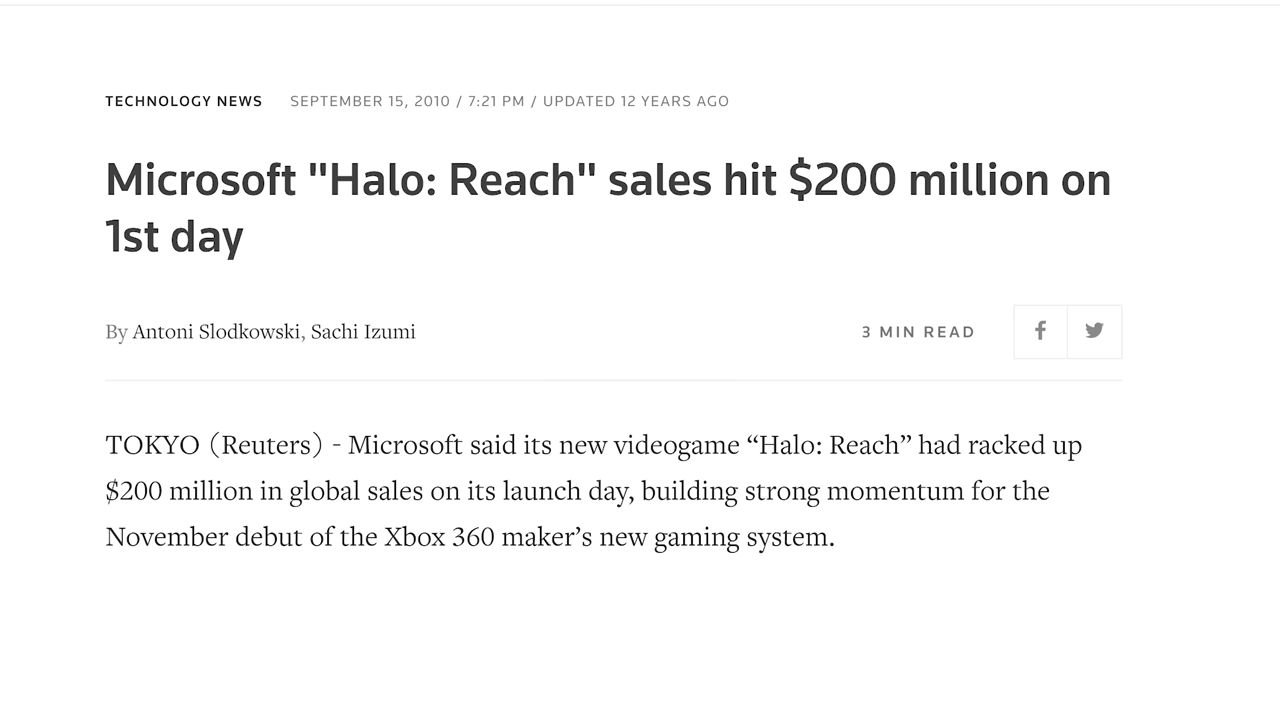 TECHNOLOGY NEWS SEPTEMBER 15, 2010 / 7:21 PM / UPDATED 12 YEARS AGO
Microsoft "Halo: Reach" sales hit $200 million on
1st day
By Antoni Slodkowski, Sachi Izumi 3 MIN READ
TOKYO (Reuters) - Microsoft said its new videogame “Halo: Reach” had racked up
$200 million in global sales on its launch day, building strong momentum for the
November debut of the Xbox 360 maker’s new gaming system.